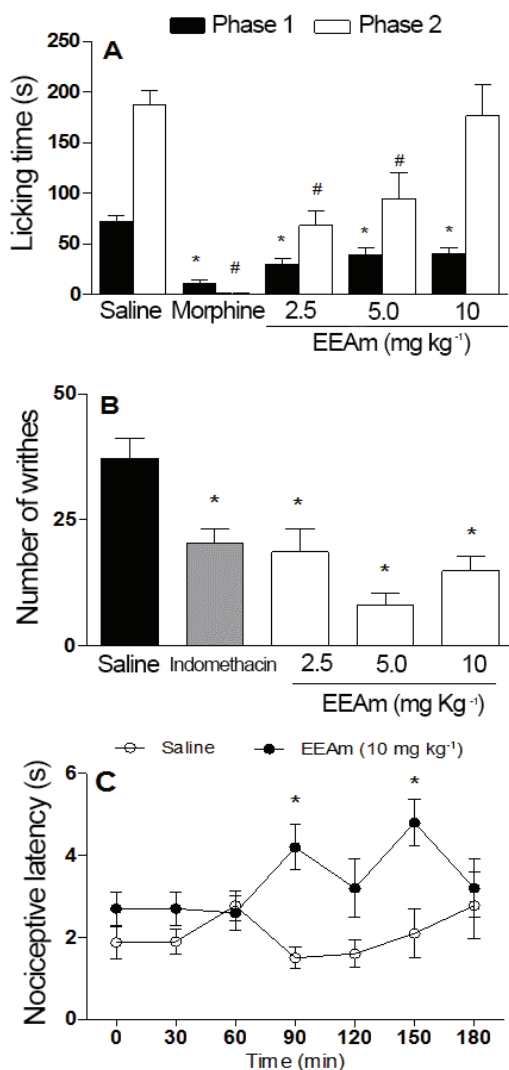 Phase 1 Phase 2
A
Licking time (s)
250
200
150
100
50
0
* # * # * # *
Saline Morphine 2.5 5.0 10
EEAm (mg kg⁻¹)
B
Number of writhes
50
25
0
* * * *
Saline Indomethacin 2.5 5.0 10
EEAm (mg Kg⁻¹)
Saline EEAm (10 mg kg⁻¹)
C
Nociceptive latency (s)
6
4
2
0
* *
0 30 60 90 120 150 180
Time (min)